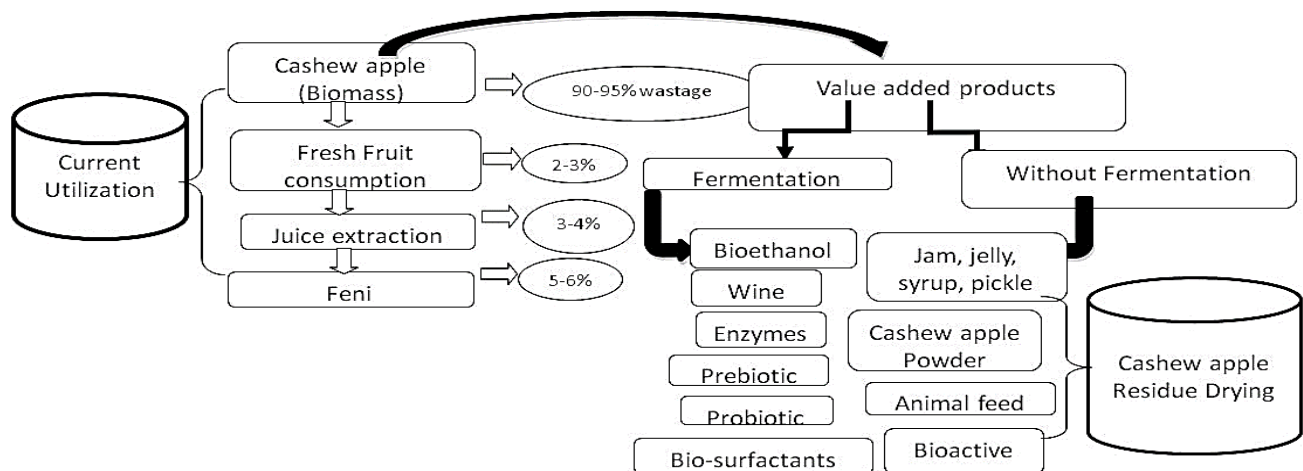 Current
Utilization
Cashew apple
(Biomass)
90-95% wastage
Fresh Fruit
consumption
2-3%
Juice extraction
3-4%
Feni
5-6%
Value added products
Fermentation
Without Fermentation
Bioethanol
Wine
Enzymes
Prebiotic
Probiotic
Bio-surfactants
Jam, jelly,
syrup, pickle
Cashew apple
Powder
Animal feed
Bioactive
Cashew apple
Residue Drying